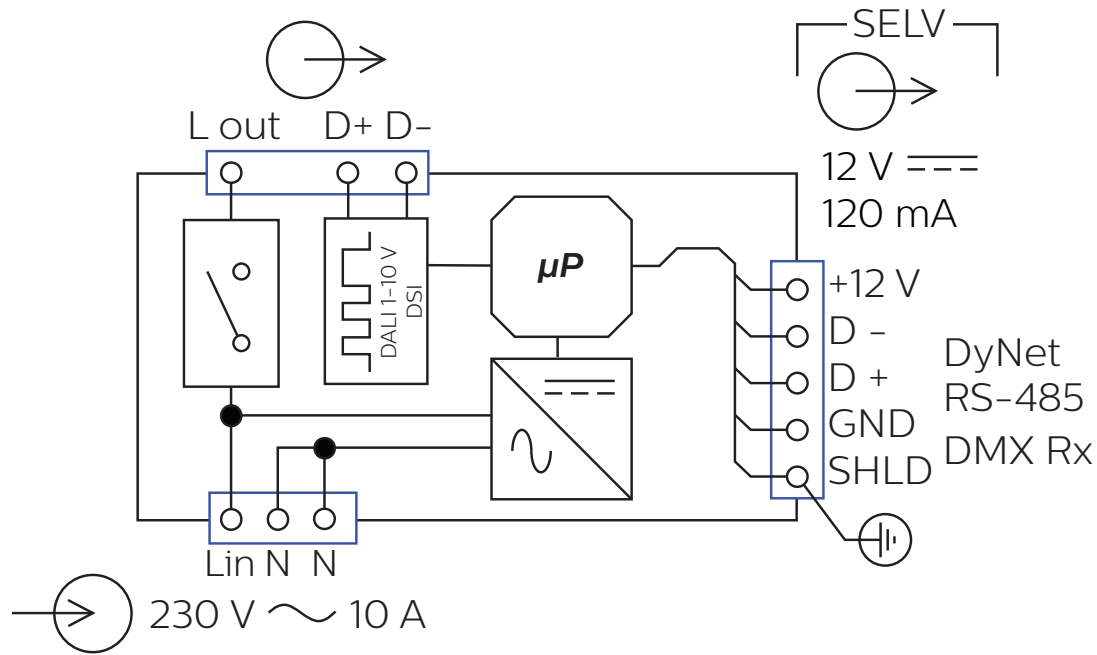 SELV
L out D+ D-
12 V
120 mA
µP
DALI 1-10 V
DSI
+12 V
D -
D +
GND
SHLD
DyNet
RS-485
DMX Rx
Lin N N
230 V 10 A